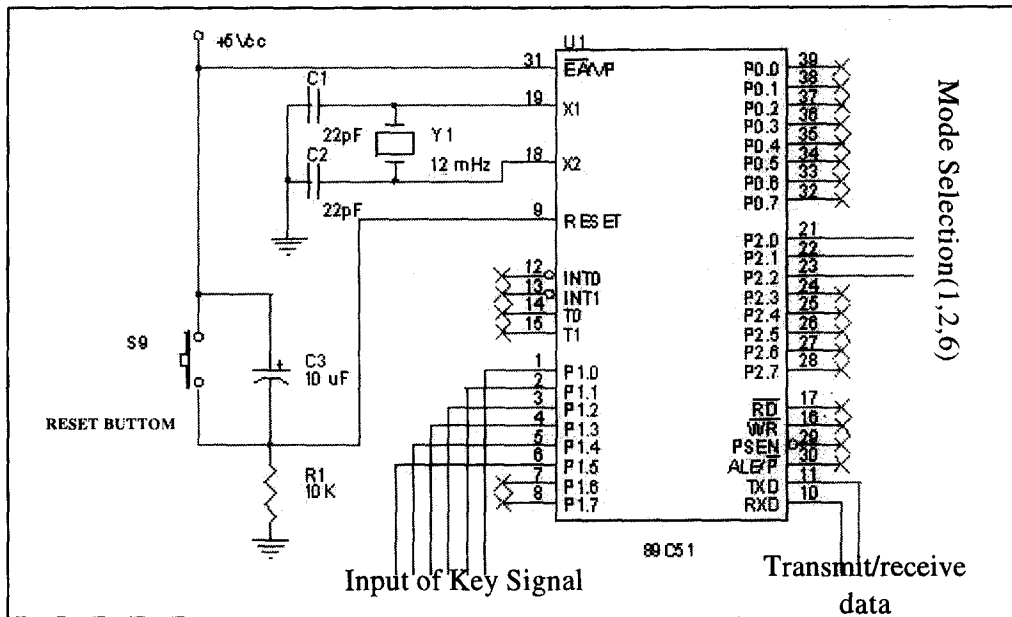 +5Vcc
U1
31
EA/VP
C1
19
X1
22pF
Y1
C2
12 mHz
18
X2
22pF
9
RESET
12
INT0
13
INT1
14
T0
15
T1
1
P1.0
2
P1.1
3
P1.2
4
P1.3
5
P1.4
6
P1.5
7
P1.6
8
P1.7
P0.0
39
P0.1
38
P0.2
37
P0.3
36
P0.4
35
P0.5
34
P0.6
33
P0.7
32
P2.0
21
P2.1
22
P2.2
23
P2.3
24
P2.4
25
P2.5
26
P2.6
27
P2.7
28
RD
17
WR
16
PSEN
29
ALE/P
30
TXD
11
RXD
10
Mode Selection(1,2,6)
S9
C3
10 uF
RESET BUTTOM
R1
10K
89C51
Input of Key Signal
Transmit/receive
data